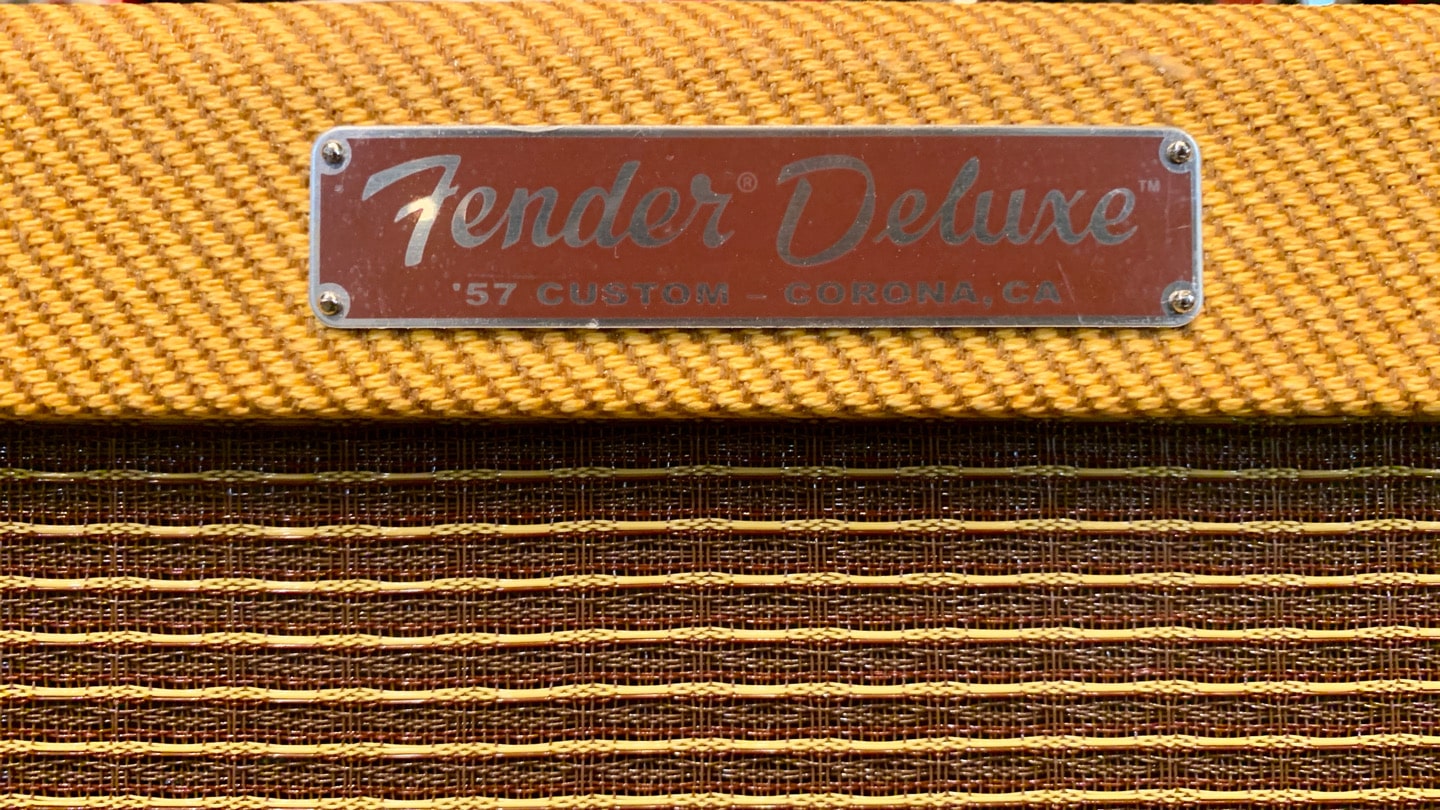 Fender® Deluxe™
'57 CUSTOM – CORONA, CA